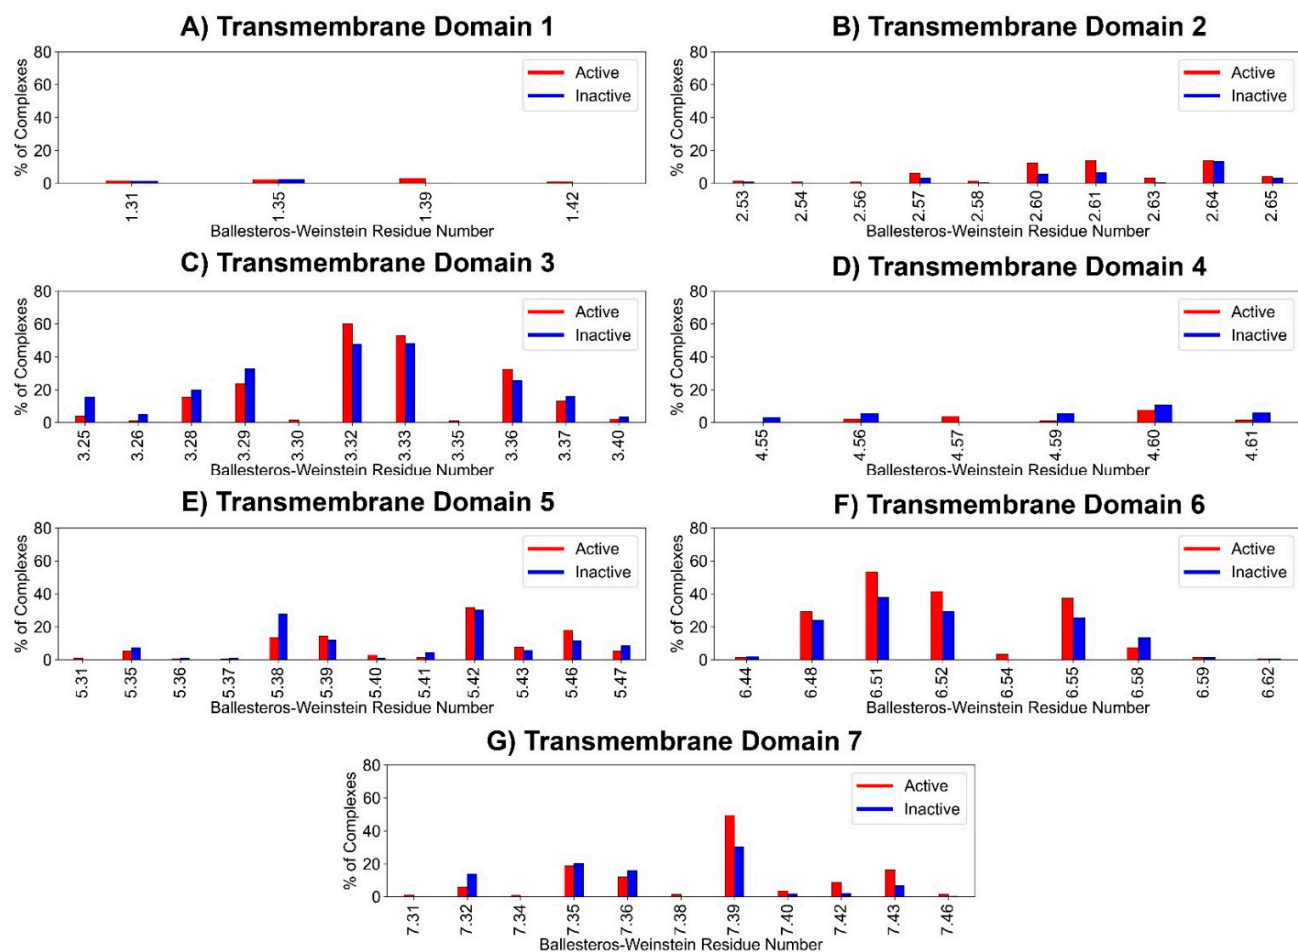 A) Transmembrane Domain 1
% of Complexes
80
60
40
20
0
Active
Inactive
1.31 1.35 1.39 1.42
Ballesteros-Weinstein Residue Number
B) Transmembrane Domain 2
% of Complexes
80
60
40
20
0
Active
Inactive
2.53 2.54 2.56 2.57 2.58 2.60 2.61 2.63 2.64 2.65
Ballesteros-Weinstein Residue Number
C) Transmembrane Domain 3
% of Complexes
80
60
40
20
0
Active
Inactive
3.25 3.26 3.28 3.29 3.30 3.32 3.33 3.35 3.36 3.37 3.40
Ballesteros-Weinstein Residue Number
D) Transmembrane Domain 4
% of Complexes
80
60
40
20
0
Active
Inactive
4.55 4.56 4.57 4.59 4.60 4.61
Ballesteros-Weinstein Residue Number
E) Transmembrane Domain 5
% of Complexes
80
60
40
20
0
Active
Inactive
5.31 5.35 5.36 5.37 5.38 5.39 5.40 5.41 5.42 5.43 5.46 5.47
Ballesteros-Weinstein Residue Number
F) Transmembrane Domain 6
% of Complexes
80
60
40
20
0
Active
Inactive
6.44 6.48 6.51 6.52 6.54 6.55 6.58 6.59 6.62
Ballesteros-Weinstein Residue Number
G) Transmembrane Domain 7
% of Complexes
80
60
40
20
0
Active
Inactive
7.31 7.32 7.34 7.35 7.36 7.38 7.39 7.40 7.42 7.43 7.46
Ballesteros-Weinstein Residue Number